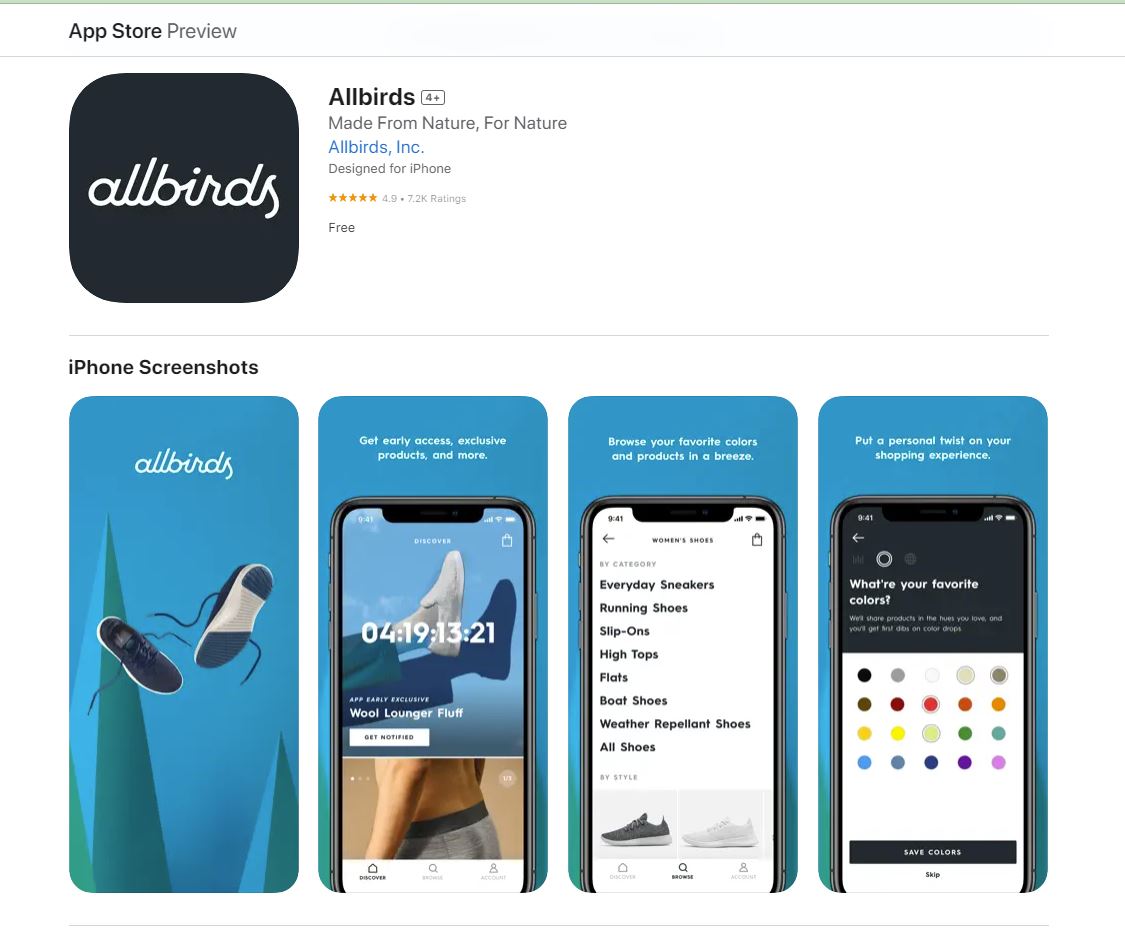 App Store Preview
allbirds
Allbirds 4+
Made From Nature, For Nature
Allbirds, Inc.
Designed for iPhone
★★★★★ 4.9 • 7.2K Ratings
Free
iPhone Screenshots
allbirds
Get early access, exclusive
products, and more.
9:41
DISCOVER
04:19:13:21
APP EARLY EXCLUSIVE
Wool Lounger Fluff
GET NOTIFIED
1/3
DISCOVER BROWSE ACCOUNT
Browse your favorite colors
and products in a breeze.
9:41
WOMEN'S SHOES
BY CATEGORY
Everyday Sneakers
Running Shoes
Slip-Ons
High Tops
Flats
Boat Shoes
Weather Repellant Shoes
All Shoes
BY STYLE
DISCOVER BROWSE ACCOUNT
Put a personal twist on your
shopping experience.
9:41
What're your favorite
colors?
We'll share products in the hues you love, and
you'll get first dibs on color drops
SAVE COLORS
Skip